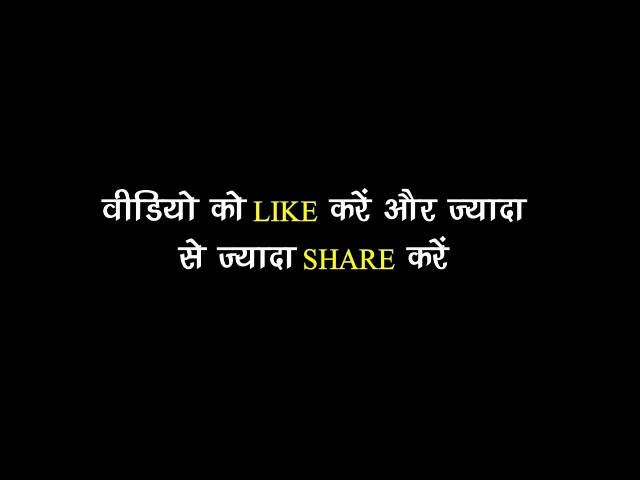 वीडियो को LIKE करें और ज्यादा
से ज्यादा SHARE करें